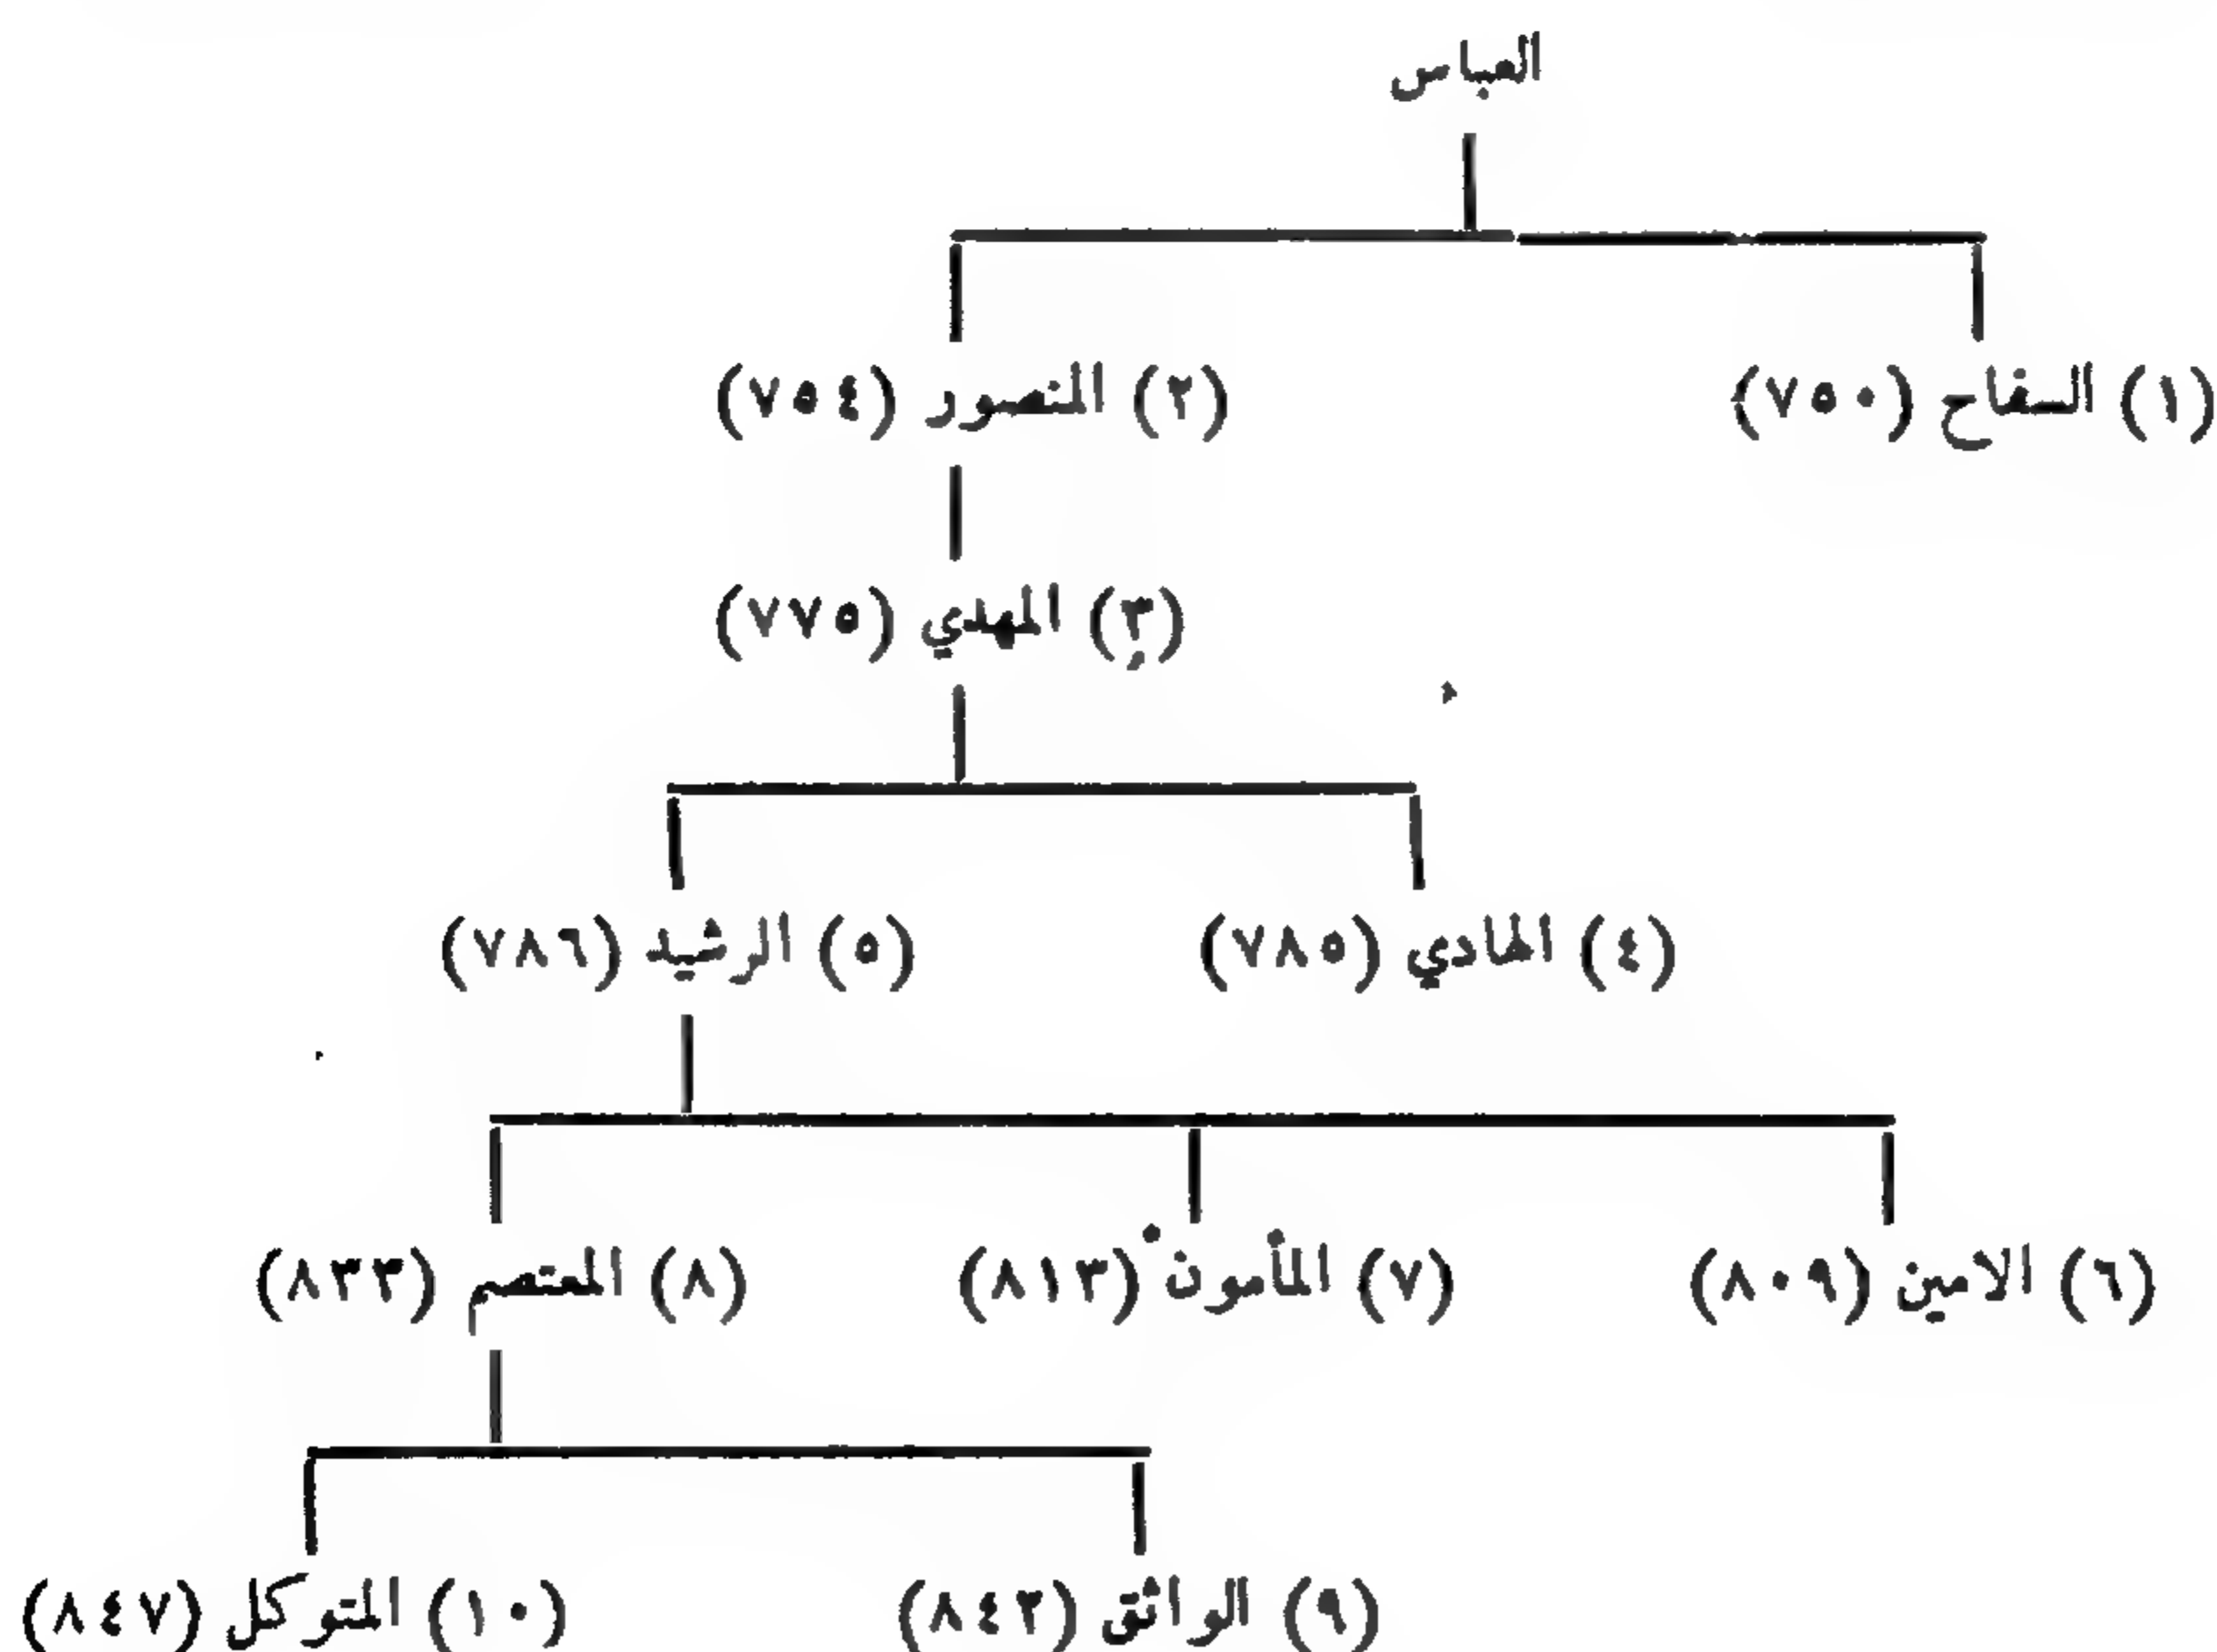 العباس
(١) السفاح (٧٥٠) (٢) المنصور (٧٥٤)
(٣) المهدي (٧٧٥)
(٤) الهادي (٧٨٥) (٥) الرشيد (٧٨٦)
(٦) الامين (٨٠٩) (٧) المأمون (٨١٣) (٨) المعتصم (٨٣٣)
(٩) الواثق (٨٤٢) (١٠) المتوكل (٨٤٧)